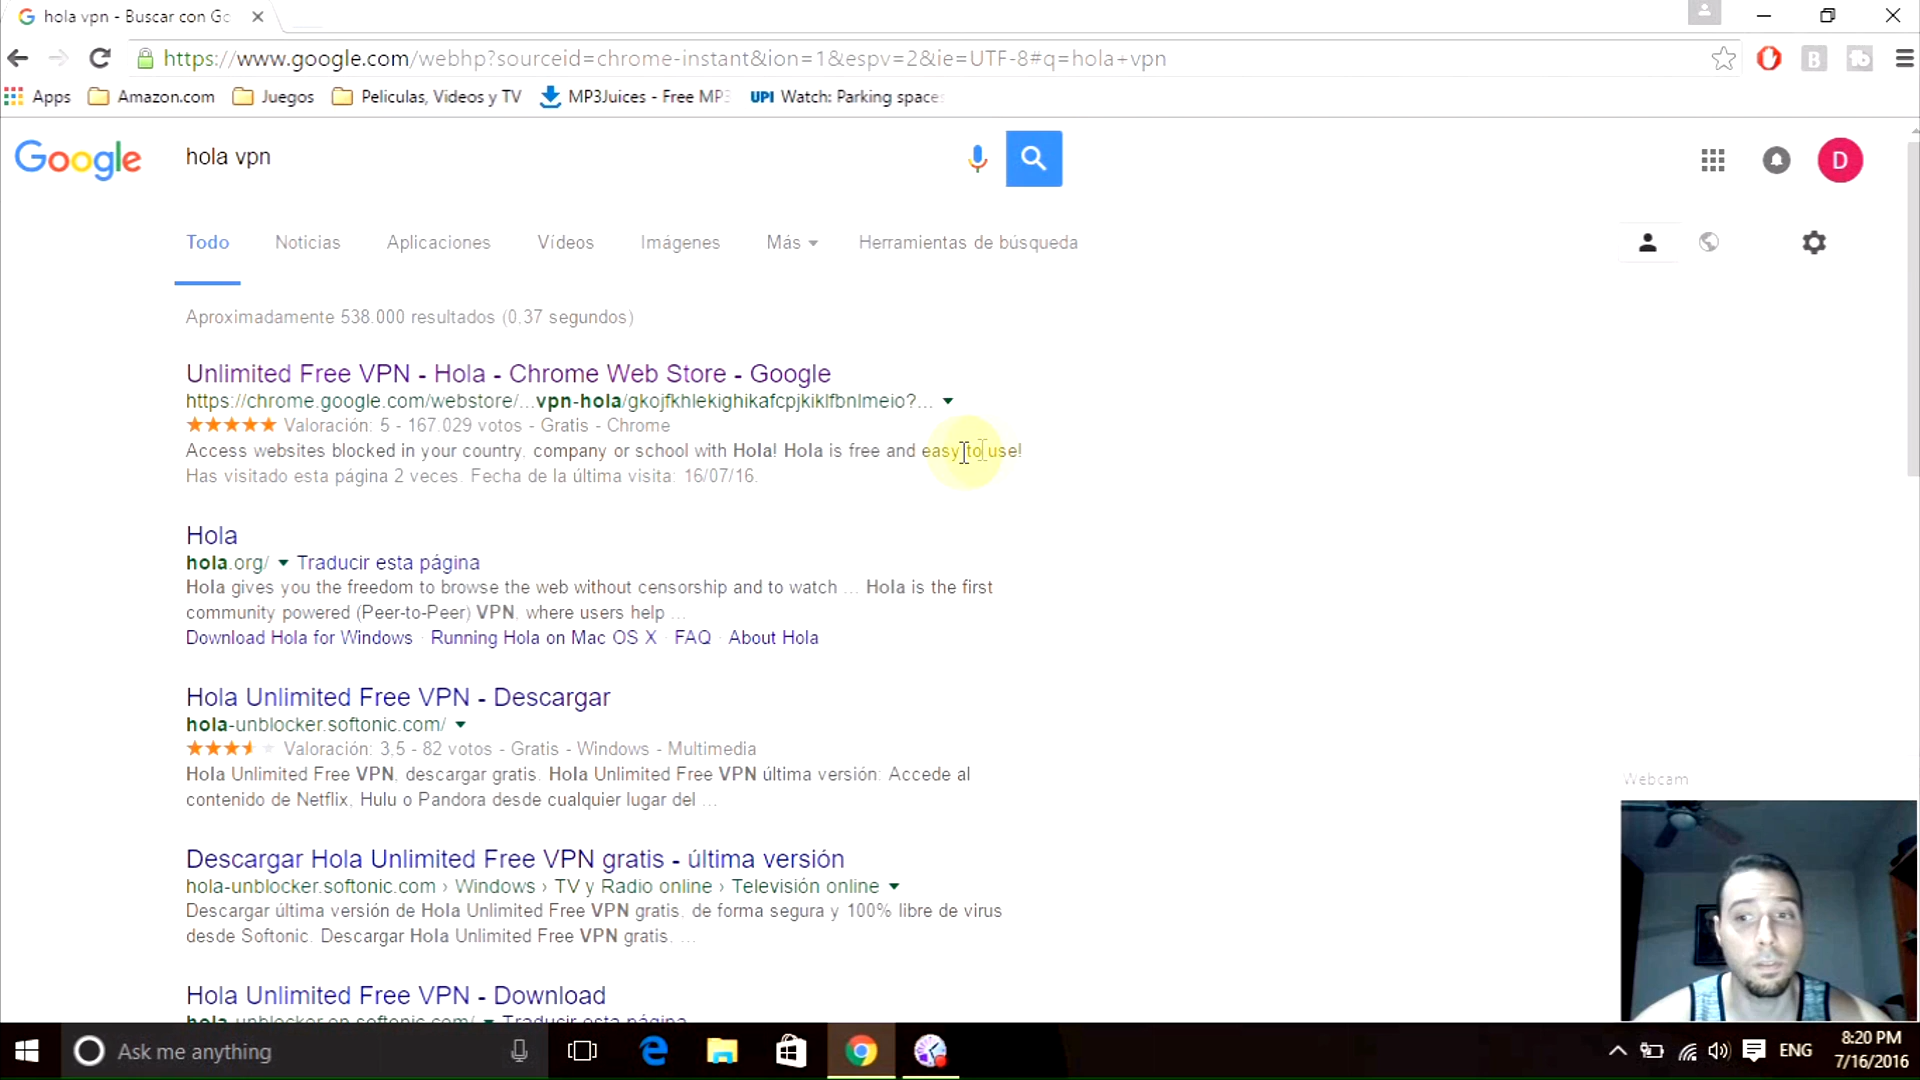 hola vpn - Buscar con Go
https://www.google.com/webhp?sourceid=chrome-instant&ion=1&espv=2&ie=UTF-8#q=hola+vpn
Apps Amazon.com Juegos Peliculas, Videos y TV MP3Juices - Free MP3 UPI Watch: Parking space
Google hola vpn D
Todo Noticias Aplicaciones Vídeos Imágenes Más Herramientas de búsqueda
Aproximadamente 538.000 resultados (0,37 segundos)
Unlimited Free VPN - Hola - Chrome Web Store - Google
https://chrome.google.com/webstore/...vpn-hola/gkojfkhlekighikafcpjkiklfbnlmeio?...
Valoración: 5 - 167.029 votos - Gratis - Chrome
Access websites blocked in your country, company or school with Hola! Hola is free and easy to use!
Has visitado esta página 2 veces. Fecha de la última visita: 16/07/16.
Hola
hola.org/ Traducir esta página
Hola gives you the freedom to browse the web without censorship and to watch ... Hola is the first
community powered (Peer-to-Peer) VPN, where users help ...
Download Hola for Windows · Running Hola on Mac OS X · FAQ · About Hola
Hola Unlimited Free VPN - Descargar
hola-unblocker.softonic.com/
Valoración: 3,5 - 82 votos - Gratis - Windows - Multimedia
Hola Unlimited Free VPN, descargar gratis. Hola Unlimited Free VPN última versión: Accede al
contenido de Netflix, Hulu o Pandora desde cualquier lugar del ...
Webcam
Descargar Hola Unlimited Free VPN gratis - última versión
hola-unblocker.softonic.com › Windows › TV y Radio online › Televisión online
Descargar última versión de Hola Unlimited Free VPN gratis, de forma segura y 100% libre de virus
desde Softonic. Descargar Hola Unlimited Free VPN gratis. ...
Hola Unlimited Free VPN - Download
hola-unblocker.en.softonic.com/ Traducir esta página
Ask me anything
ENG
8:20 PM
7/16/2016